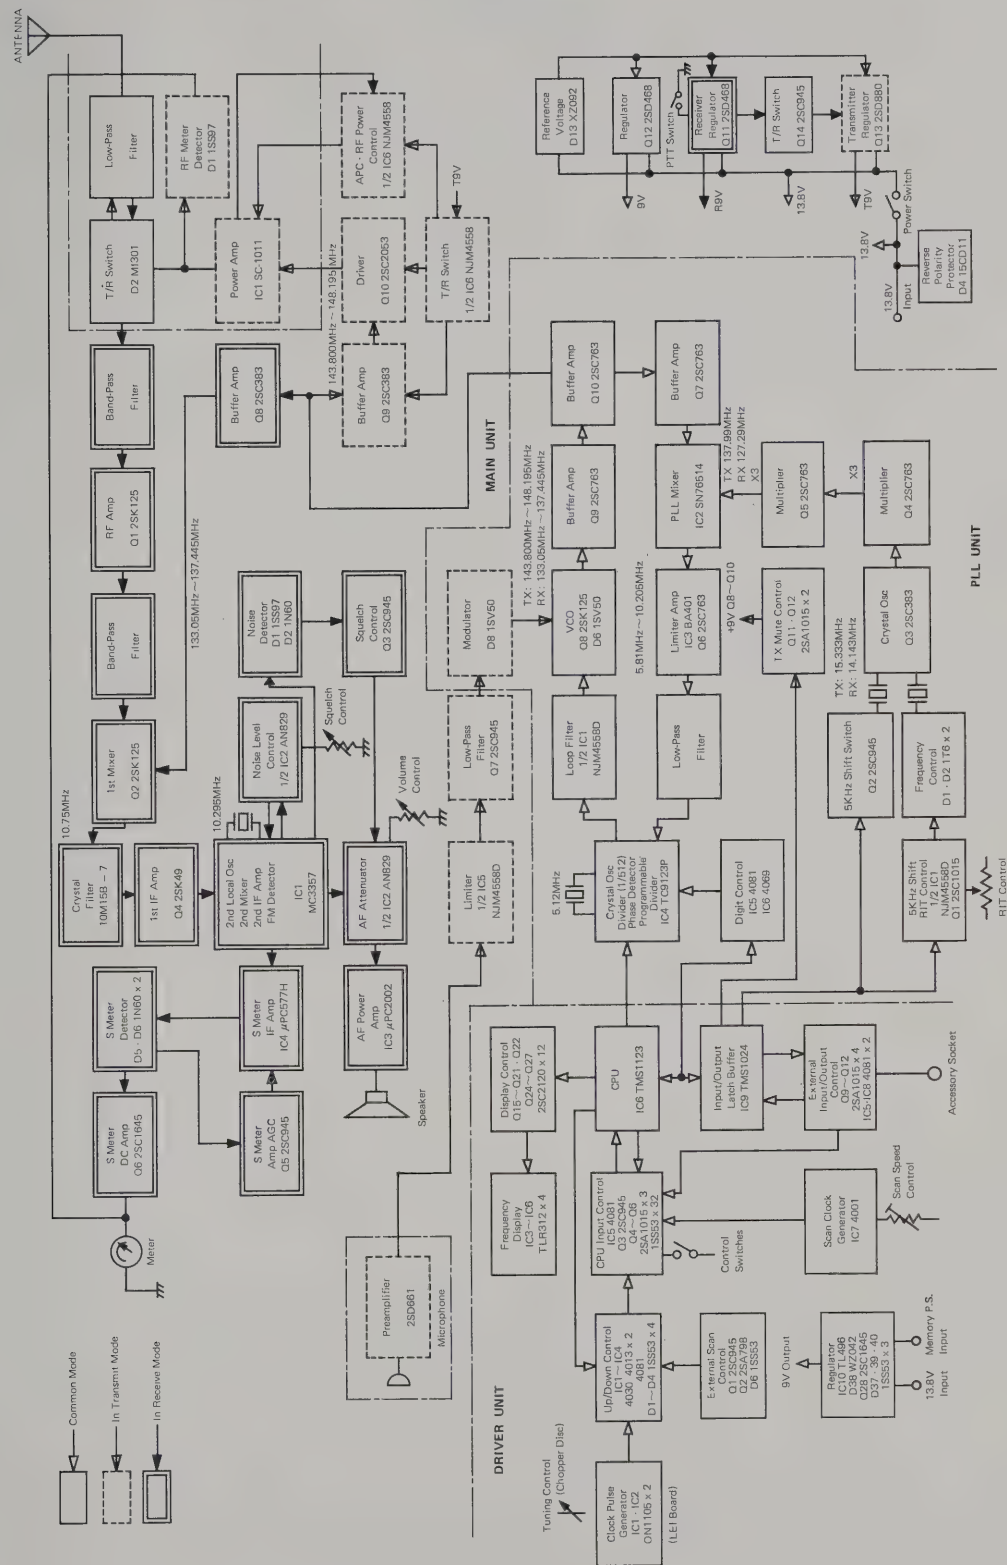 ANTENNA
Low-Pass
Filter
RF Meter
Detector
D1 1SS97
T/R Switch
D2 MI301
Power Amp
IC1 SC-1011
APC · RF Power
Control
1/2 IC6 NJM4558
Driver
Q10 2SC2053
T9V
T/R Switch
1/2 IC6 NJM4558
143.800MHz ~ 148.195MHz
Band-Pass
Filter
Buffer Amp
Q8 2SC383
Buffer Amp
Q9 2SC383
RF Amp
Q1 2SK125
133.05MHz~137.445MHz
MAIN UNIT
Band-Pass
Filter
Noise
Detector
D1 1SS97
D2 1N60
Squelch
Control
Q3 2SC945
1st Mixer
Q2 2SK125
Noise Level
Control
1/2 IC2 AN829
Squelch
Control
Volume
Control
10.75MHz
10.295MHz
Crystal
Filter
10M15B - 7
1st IF Amp
Q4 2SK49
2nd Local Osc
2nd Mixer
2nd IF Amp
FM Detector
IC1
MC3357
AF Attenuator
1/2 IC2 AN829
S Meter
Detector
D5 · D6 1N60 x 2
S Meter
IF Amp
IC4 μPC577H
AF Power
Amp
IC3 μPC2002
Speaker
S Meter
DC Amp
Q6 2SC1645
S Meter
Amp AGC
Q5 2SC945
Meter
Preamplifier
2SD661
Microphone
Common Mode
In Transmit Mode
In Receive Mode
Reference
Voltage
D13 XZ092
Regulator
Q12 2SD468
PTT Switch
Receiver
Regulator
Q11 2SD468
T/R Switch
Q14 2SC945
Transmitter
Regulator
Q13 2SD880
9V
R9V
13.8V
T9V
Power Switch
13.8V
13.8V
Input
Reverse
Polarity
Protector
D4 15CD11
Modulator
D8 1SV50
Low-Pass
Filter
Q7 2SC945
Limiter
1/2 IC5
NJM4558D
TX: 143.800MHz ~ 148.195MHz
RX: 133.05MHz ~ 137.445MHz
Buffer Amp
Q10 2SC763
Buffer Amp
Q7 2SC763
Buffer Amp
Q9 2SC763
PLL Mixer
IC2 SN76514
TX 137.99MHz
RX 127.29MHz
X3
Multiplier
Q5 2SC763
X3
Multiplier
Q4 2SC763
VCO
Q8 2SK125
D6 1SV50
5.81MHz ~ 10.205MHz
Limiter Amp
IC3 BA401
Q6 2SC763
+9V Q8~Q10
TX Mute Control
Q11 · Q12
2SA1015 x 2
Crystal Osc
Q3 2SC383
TX: 15.333MHz
RX: 14.143MHz
PLL UNIT
Loop Filter
1/2 IC1
NJM4558D
Low-Pass
Filter
5KHz Shift Switch
Q2 2SC945
Frequency
Control
D1 · D2 1T6 x 2
5.12MHz
Crystal Osc
Divider (1/512)
Phase Detector
Programmable
Divider
IC4 TC9123P
Digit Control
IC5 4081
IC6 4069
5KHz Shift
RIT Control
1/2 IC1
NJM4558D
Q1 2SC1015
RIT Control
Display Control
Q15~Q21 · Q22
Q24~Q27
2SC2120 x 12
CPU
IC6 TMS1123
Input/Output
Latch Buffer
IC9 TMS1024
External
Input/Output
Control
Q9~Q12
2SA1015 x 4
IC5·IC8 4081 x 2
Accessory Socket
Frequency
Display
IC3~IC6
TLR312 x 4
CPU Input Control
IC5 4081
Q3 2SC945
Q4~Q6
2SA1015 x 3
1SS53 x 32
Control
Switches
Scan Clock
Generator
IC7 4001
Scan Speed
Control
DRIVER UNIT
Up/Down Control
IC1~IC4
4030 4013 x 2
4081
D1~D4 1SS53 x 4
External Scan
Control
Q1 2SC945
Q2 2SA798
D6 1SS53
9V Output
Regulator
IC10 TL496
D38 WZ042
Q28 2SC1645
D37 · 39 · 40
1SS53 x 3
13.8V
Input
Memory P.S.
Input
Tuning Control
(Chopper Disc)
Clock Pulse
Generator
IC1 · IC2
ON1105 x 2